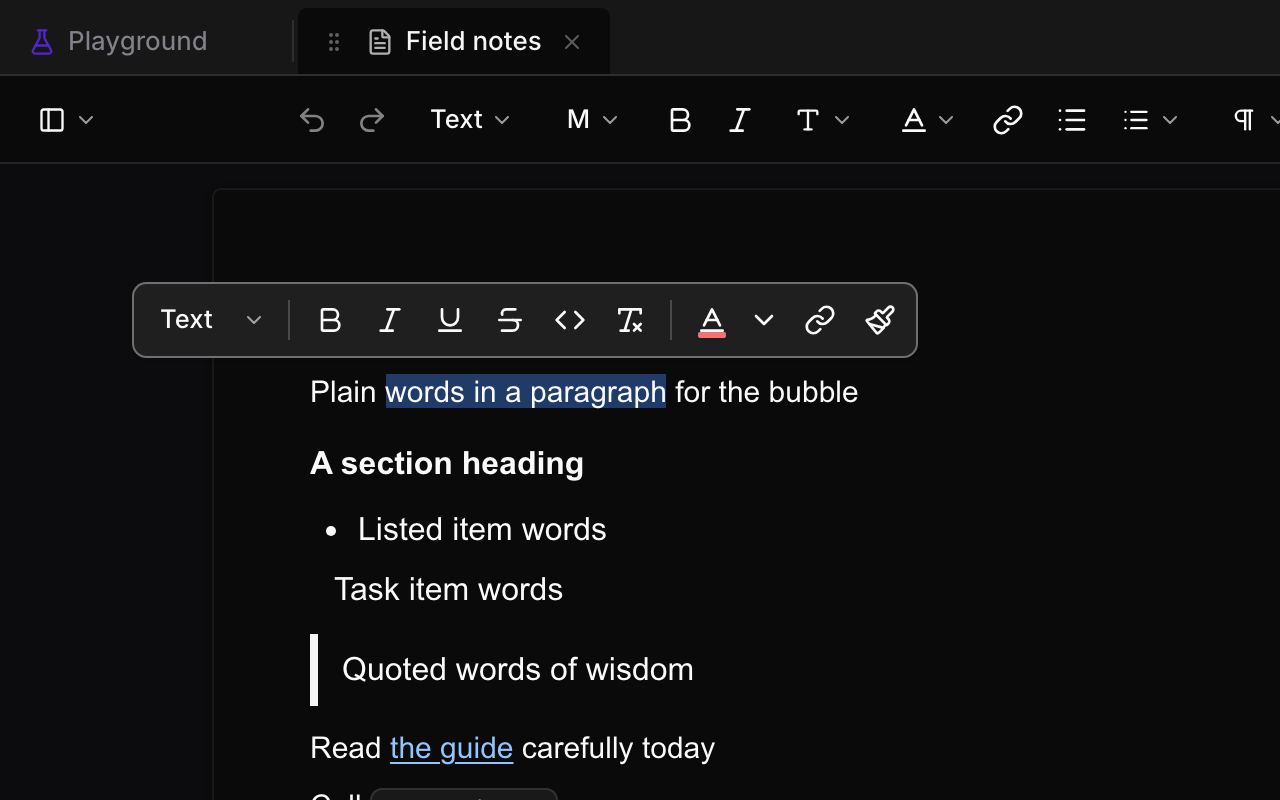 Playground
Field notes
Text
M
Text
Plain words in a paragraph for the bubble
A section heading
• Listed item words
Task item words
Quoted words of wisdom
Read the guide carefully today